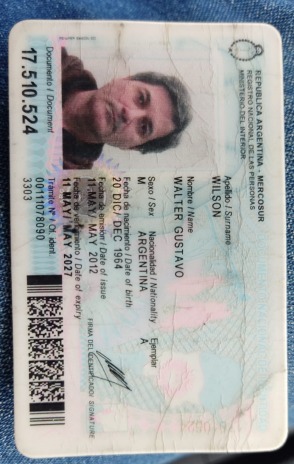 REPUBLICA ARGENTINA - MERCOSUR
REGISTRO NACIONAL DE LAS PERSONAS
MINISTERIO DEL INTERIOR
Apellido / Surname
WILSON
Nombre / Name
WALTER GUSTAVO
Sexo / Sex Nacionalidad / Nationality Ejemplar
M ARGENTINA A
Fecha de nacimiento / Date of birth
20 DIC/ DEC 1964
Fecha de emisión / Date of issue
11 MAY/ MAY 2012
Fecha de vencimiento / Date of expiry
11 MAY/ MAY 2027
FIRMA DEL IDENTIFICADO/ SIGNATURE
Documento / Document
17.510.524
Trámite Nº / Of. ident.
0011078090
3303